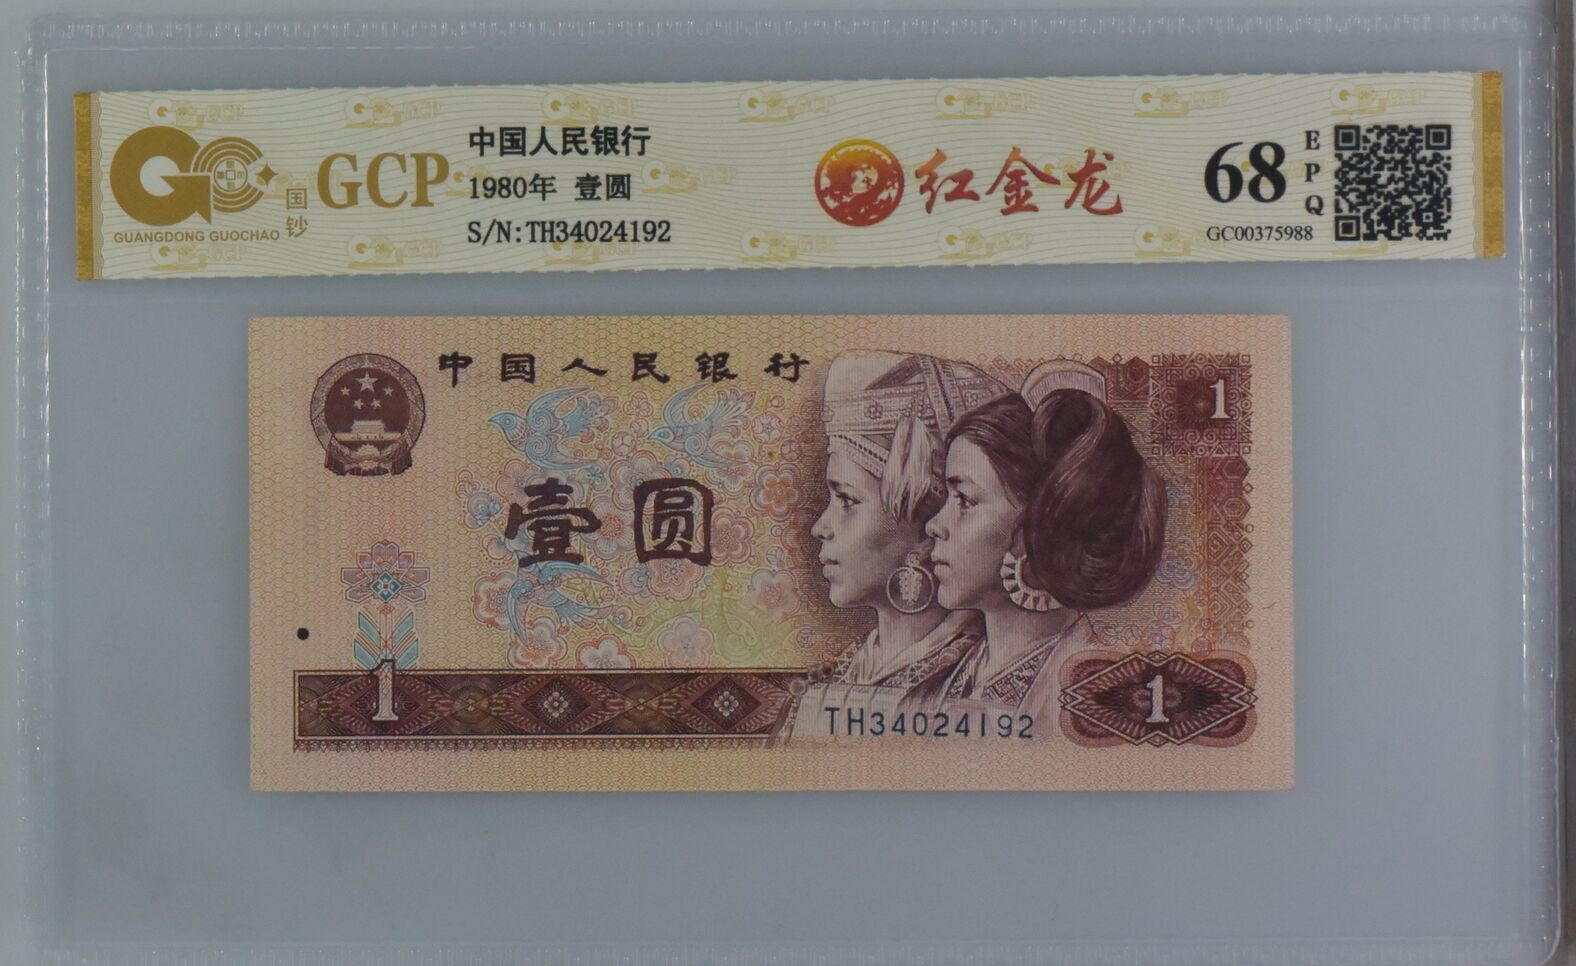 GUANGDONG GUOCHAO
国钞
GCP
中国人民银行
1980年 壹圆
S/N:TH34024192
红金龙
68
EPQ
GC00375988
中国人民银行
1
壹圆
1
TH34024192
1